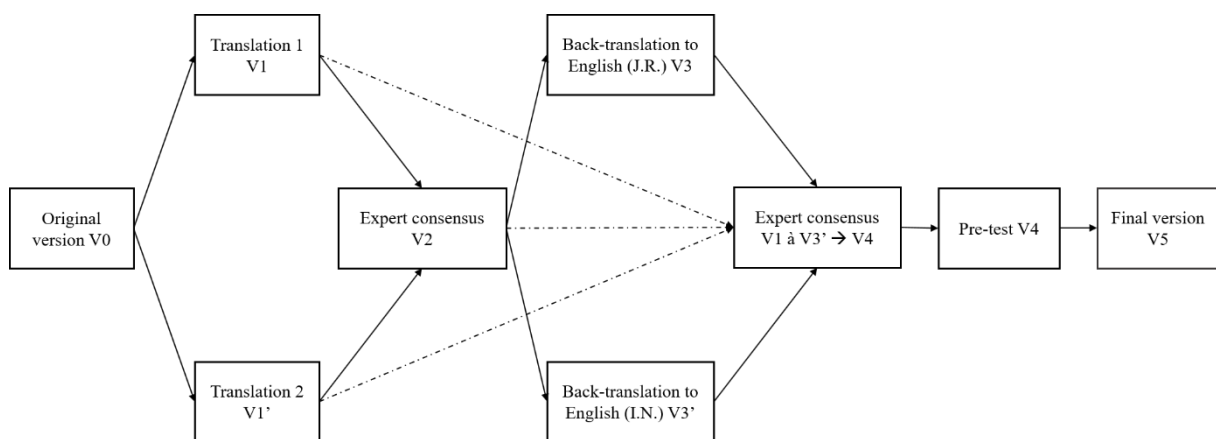 Translation 1
V1
Back-translation to
English (J.R.) V3
Original
version V0
Expert consensus
V2
Expert consensus
V1 à V3’ → V4
Pre-test V4
Final version
V5
Translation 2
V1’
Back-translation to
English (I.N.) V3’